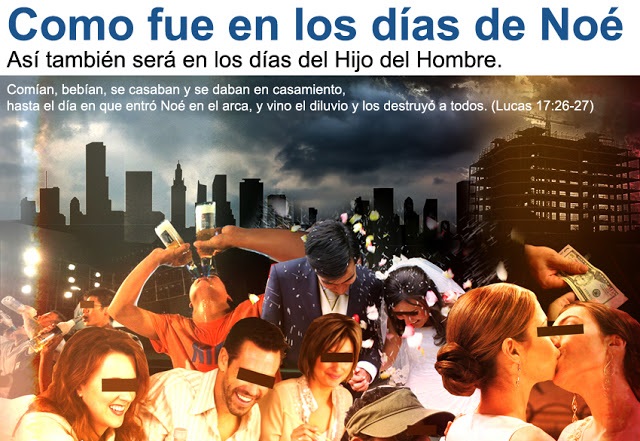 Como fue en los días de Noé
Así también será en los días del Hijo del Hombre.
Comían, bebían, se casaban y se daban en casamiento,
hasta el día en que entró Noé en el arca, y vino el diluvio y los destruyó a todos. (Lucas 17:26-27)